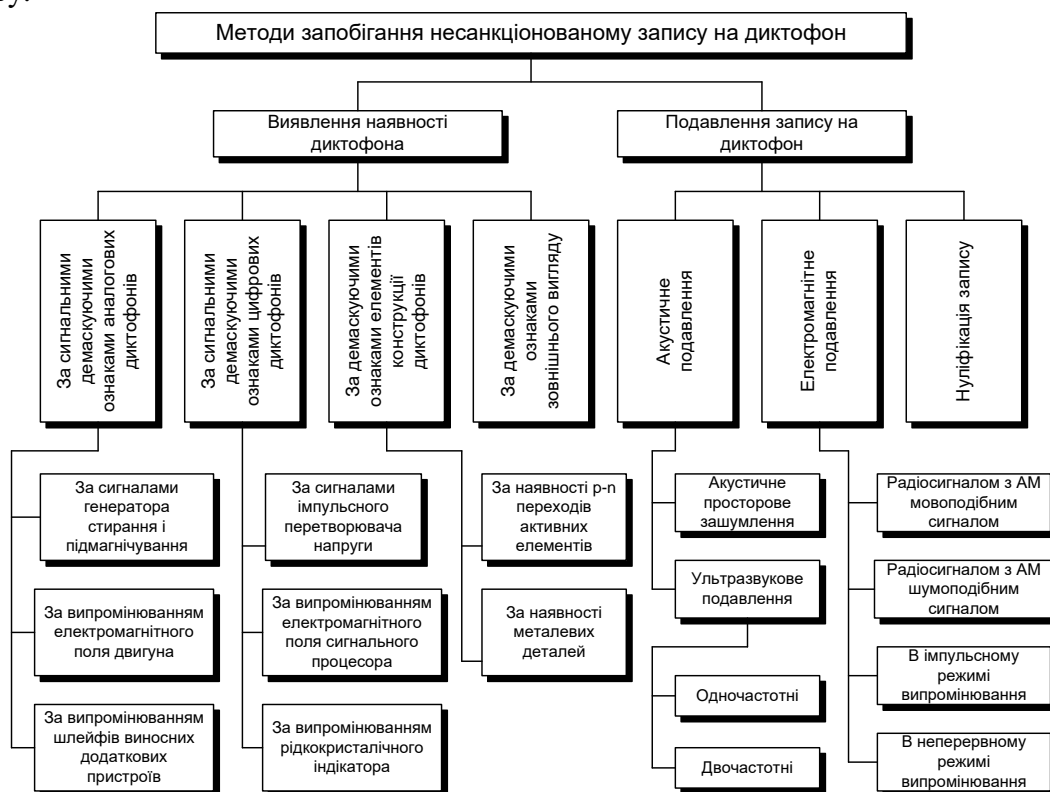 у.
Методи запобігання несанкціонованому запису на диктофон
Виявлення наявності
диктофона
Подавлення запису на
диктофон
За сигнальними
демаскуючими
ознаками аналогових
диктофонів
За сигнальними
демаскуючими
ознаками цифрових
диктофонів
За демаскуючими
ознаками елементів
конструкції
диктофонів
За демаскуючими
ознаками
зовнішнього вигляду
Акустичне
подавлення
Електромагнітне
подавлення
Нуліфікація запису
За сигналами
генератора
стирання і
підмагнічування
За випромінюванням
електромагнітного
поля двигуна
За випромінюванням
шлейфів виносних
додаткових
пристроїв
За сигналами
імпульсного
перетворювача
напруги
За випромінюванням
електромагнітного
поля сигнального
процесора
За випромінюванням
рідкокристалічного
індікатора
За наявності p-n
переходів
активних
елементів
За наявності
металевих
деталей
Акустичне
просторове
зашумлення
Ультразвукове
подавлення
Одночастотні
Двочастотні
Радіосигналом з АМ
мовоподібним
сигналом
Радіосигналом з АМ
шумоподібним
сигналом
В імпульсному
режимі
випромінювання
В неперервному
режимі
випромінювання